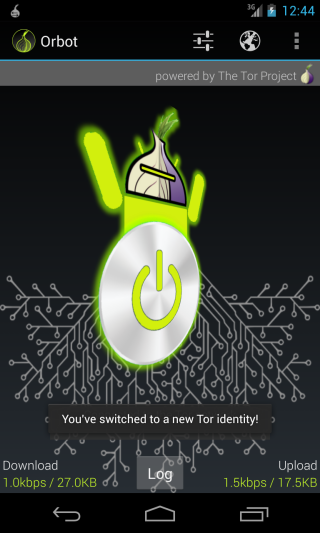 3G 12:44
Orbot
powered by The Tor Project
You've switched to a new Tor identity!
Download
1.0kbps / 27.0KB
Log
Upload
1.5kbps / 17.5KB